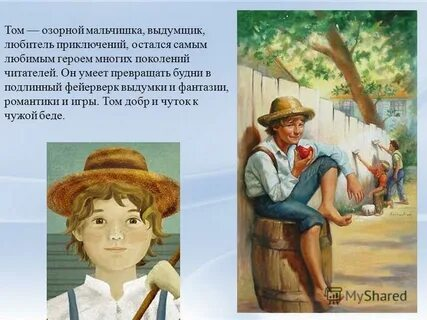 Том — озорной мальчишка, выдумщик,
любитель приключений, остался самым
любимым героем многих поколений
читателей. Он умеет превращать будни в
подлинный фейерверк выдумки и фантазии,
романтики и игры. Том добр и чуток к
чужой беде.
MyShared